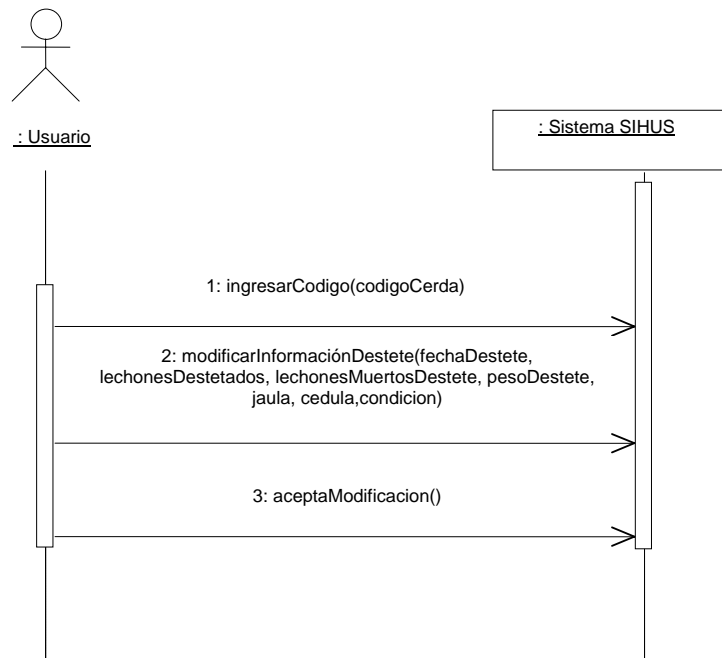 : Usuario
: Sistema SIHUS
1: ingresarCodigo(codigoCerda)
2: modificarInformaciónDestete(fechaDestete,
lechonesDestetados, lechonesMuertosDestete, pesoDestete,
jaula, cedula,condicion)
3: aceptaModificacion()